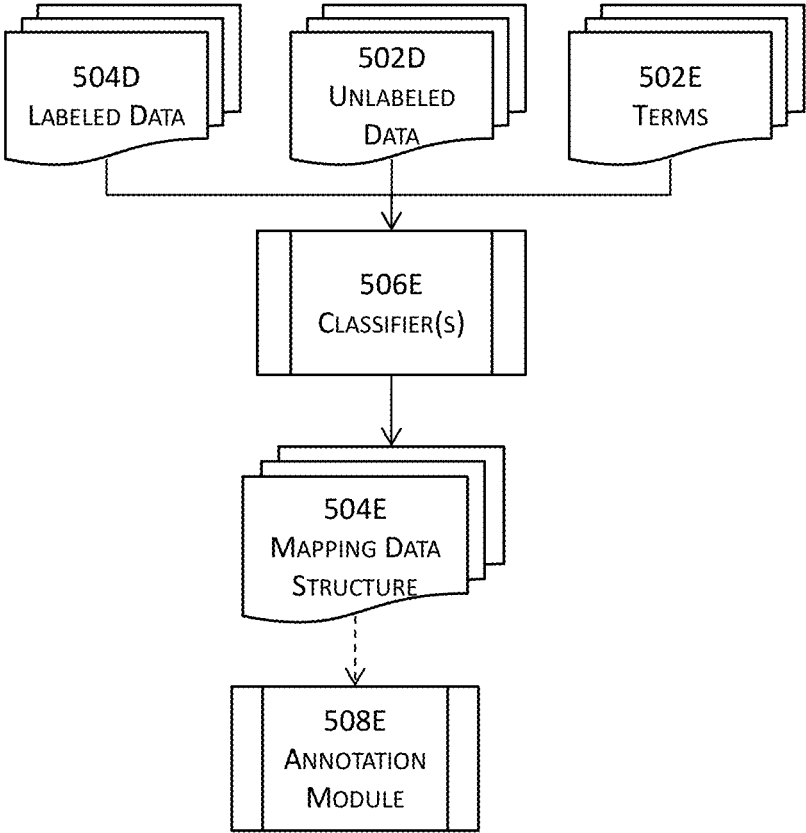 504D
LABELED DATA
502D
UNLABELED
DATA
502E
TERMS
506E
CLASSIFIER(S)
504E
MAPPING DATA
STRUCTURE
508E
ANNOTATION
MODULE